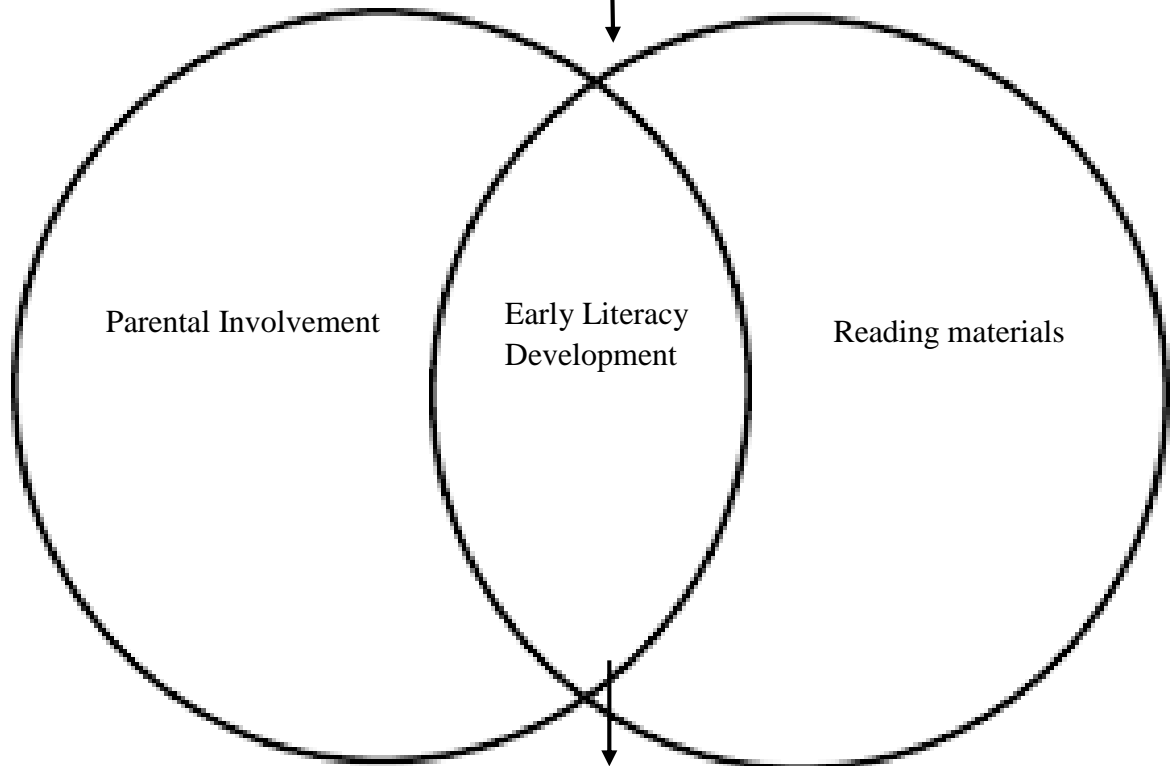 Parental Involvement
Early Literacy
Development
Reading materials